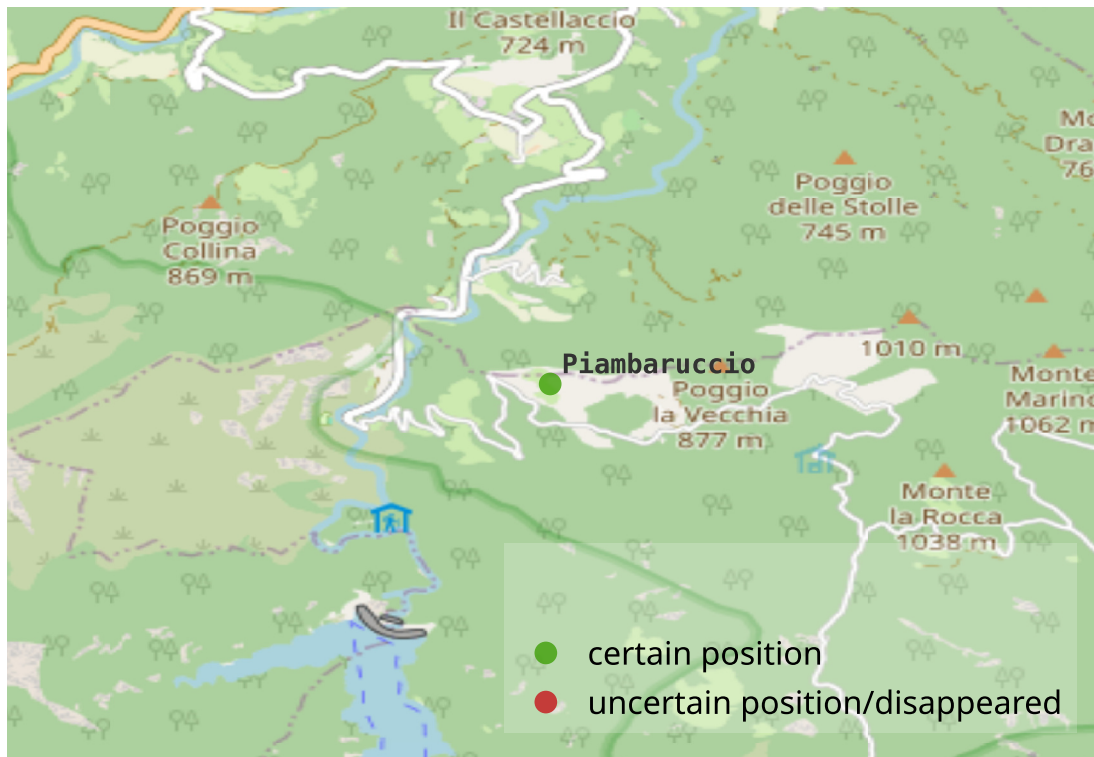 Il Castellaccio
724 m
Poggio
delle Stolle
745 m
Poggio
Collina
869 m
1010 m
Piambaruccio
Poggio
la Vecchia
877 m
Monte
Marino
1062 m
Monte
la Rocca
1038 m
certain position
uncertain position/disappeared